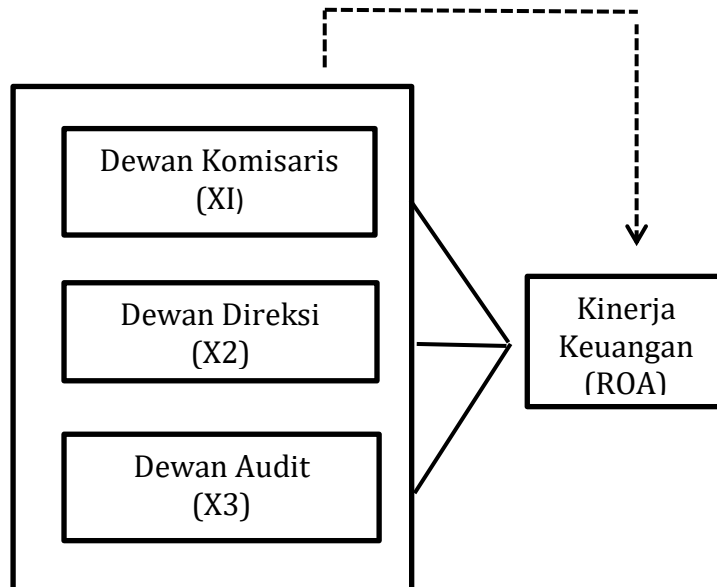 Dewan Komisaris
(XI)
Dewan Direksi
(X2)
Dewan Audit
(X3)
Kinerja
Keuangan
(ROA)